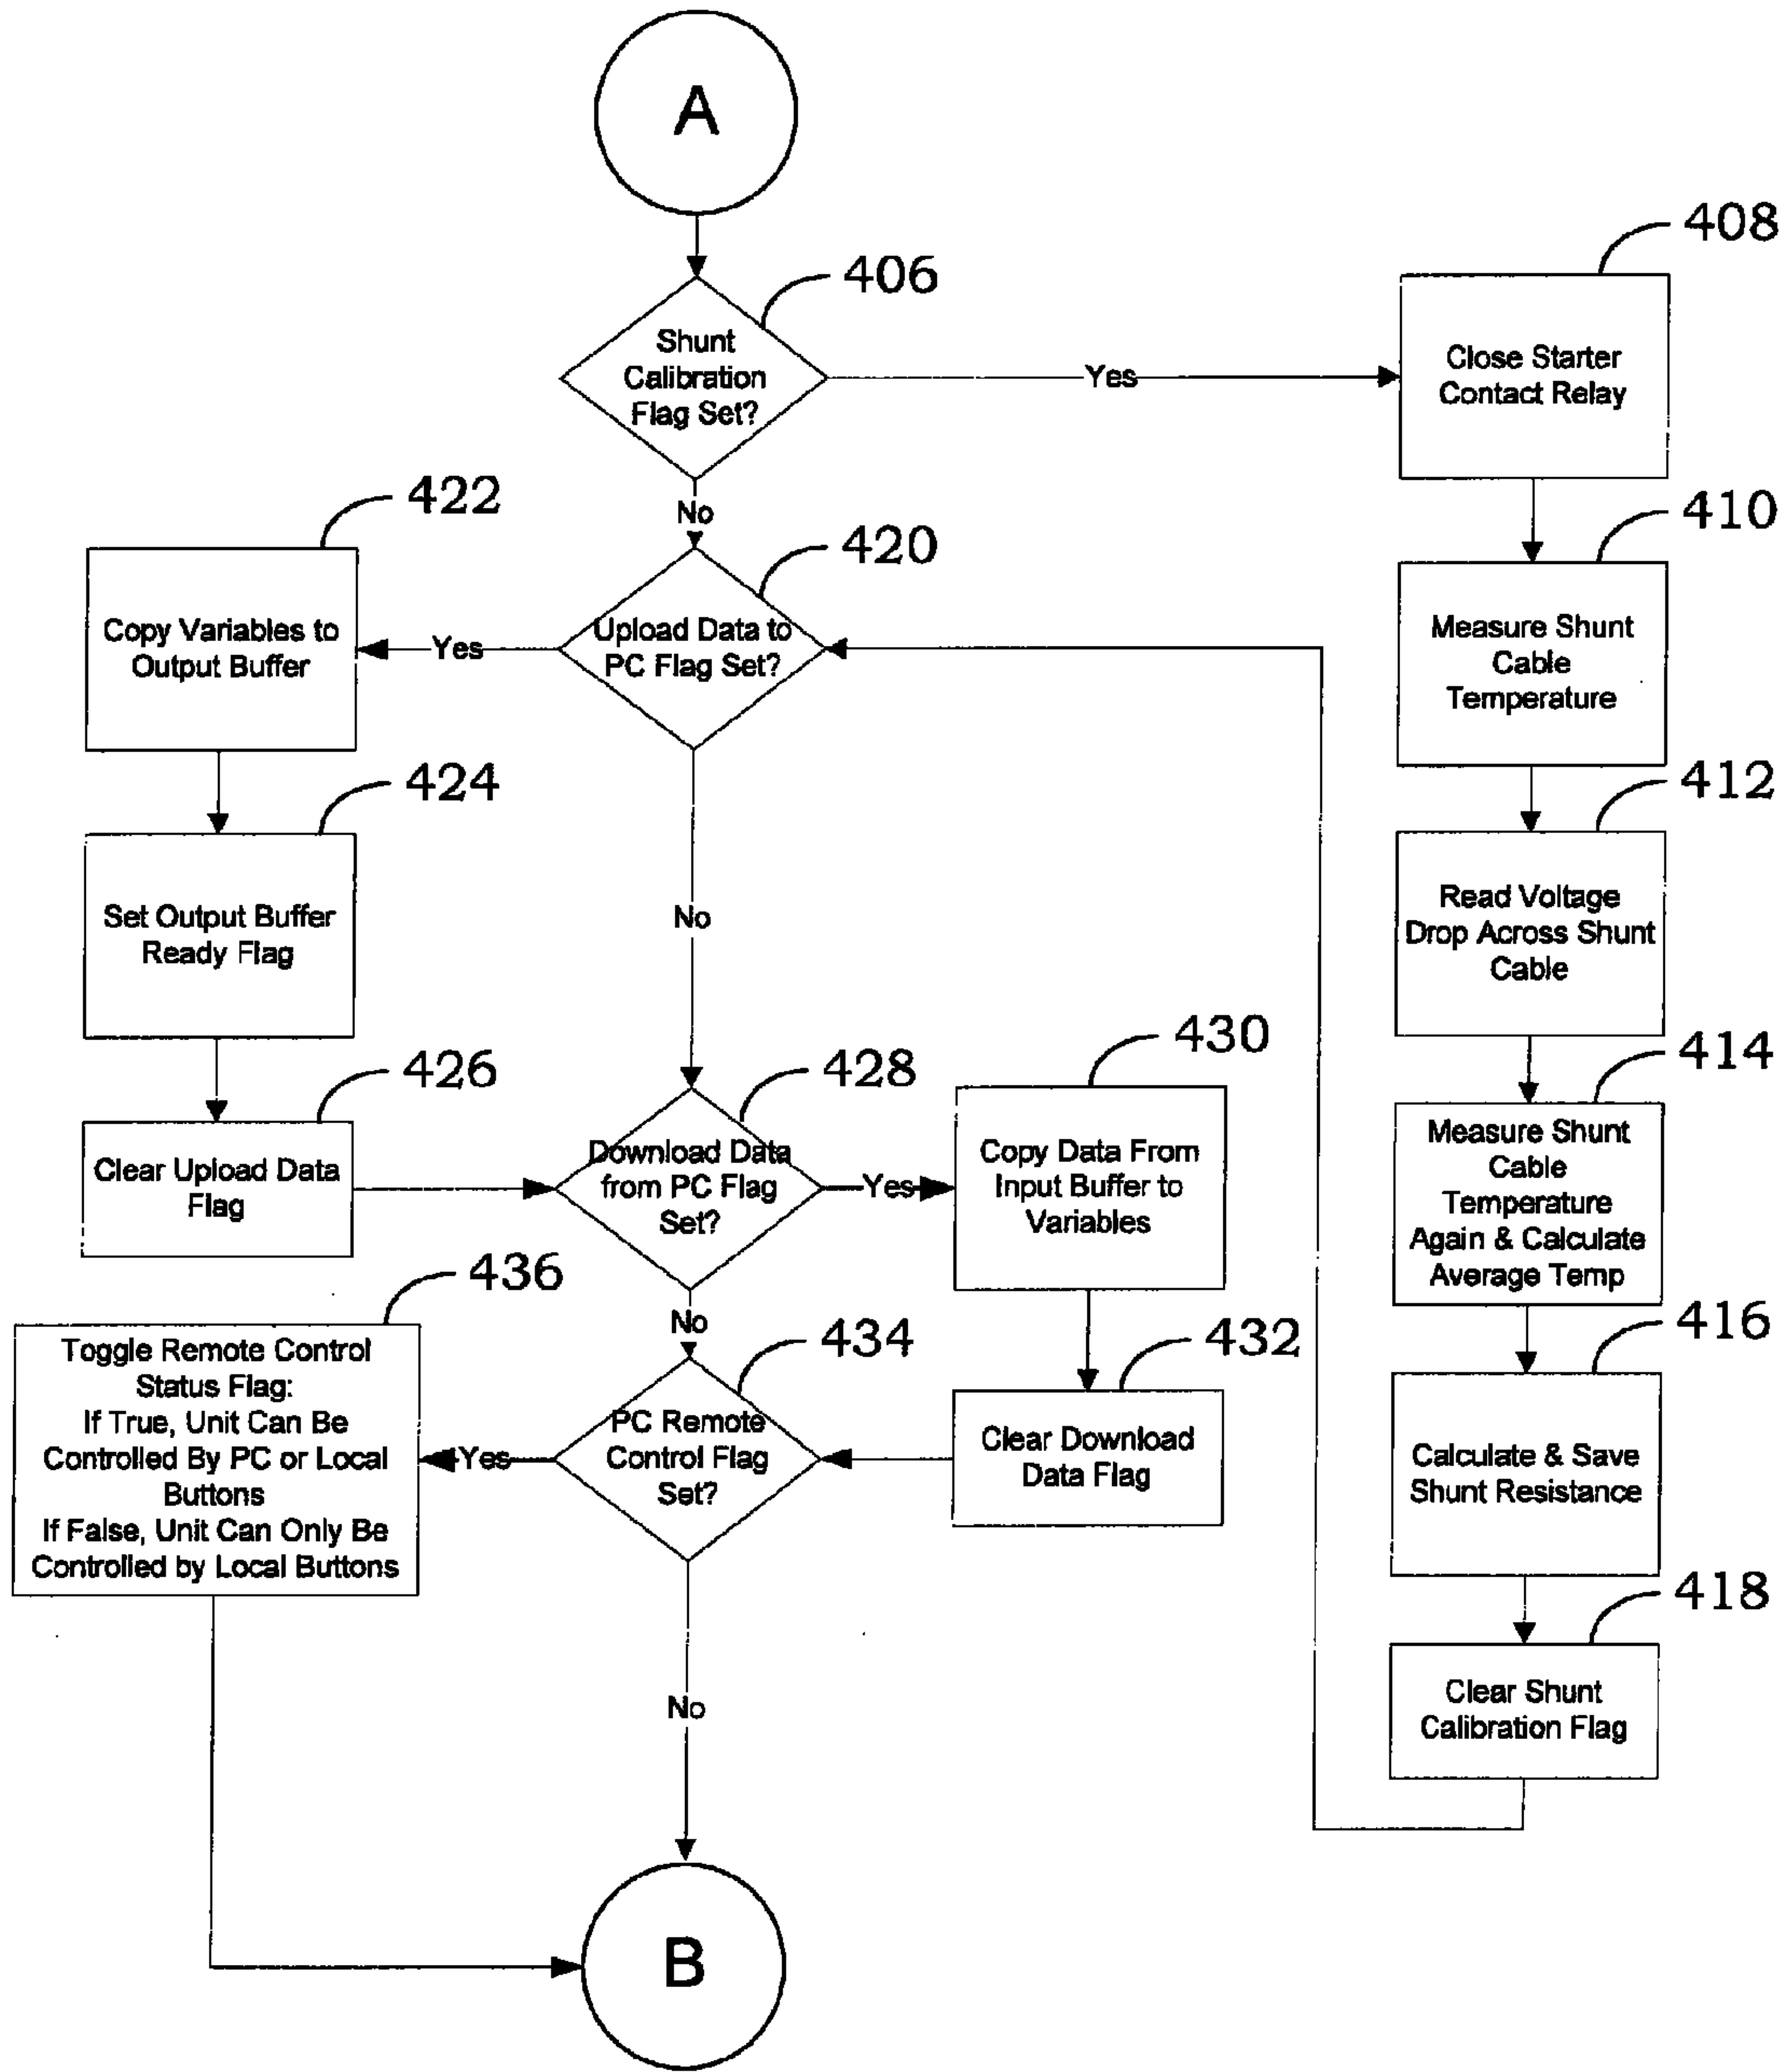 A
406
Shunt
Calibration
Flag Set?
Yes
No
408
Close Starter
Contact Relay
410
Measure Shunt
Cable
Temperature
412
Read Voltage
Drop Across Shunt
Cable
414
Measure Shunt
Cable
Temperature
Again & Calculate
Average Temp
416
Calculate & Save
Shunt Resistance
418
Clear Shunt
Calibration Flag
420
Upload Data to
PC Flag Set?
Yes
No
422
Copy Variables to
Output Buffer
424
Set Output Buffer
Ready Flag
426
Clear Upload Data
Flag
428
Download Data
from PC Flag
Set?
Yes
No
430
Copy Data From
Input Buffer to
Variables
432
Clear Download
Data Flag
434
PC Remote
Control Flag
Set?
Yes
No
436
Toggle Remote Control
Status Flag:
If True, Unit Can Be
Controlled By PC or Local
Buttons
If False, Unit Can Only Be
Controlled by Local Buttons
B